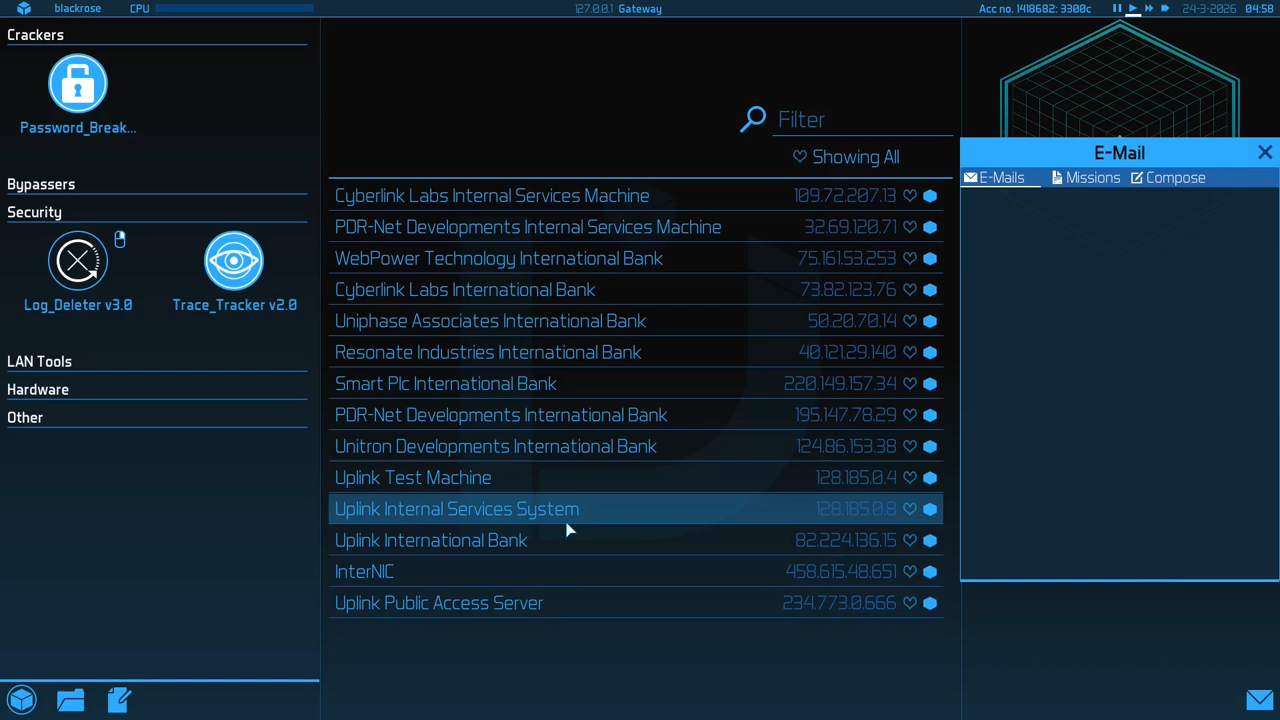 blackrose CPU 127.0.0.1 Gateway Acc no. 1418682: 3300c 24-3-2026 04:58
Crackers
Password_Break...
Bypassers
Security
Log_Deleter v3.0 Trace_Tracker v2.0
LAN Tools
Hardware
Other
Filter
Showing All
Cyberlink Labs Internal Services Machine 109.72.207.13
PDR-Net Developments Internal Services Machine 32.69.120.71
WebPower Technology International Bank 75.161.53.253
Cyberlink Labs International Bank 73.82.123.76
Uniphase Associates International Bank 50.20.70.14
Resonate Industries International Bank 40.121.29.140
Smart Plc International Bank 220.149.157.34
PDR-Net Developments International Bank 195.147.78.29
Unitron Developments International Bank 124.86.153.38
Uplink Test Machine 128.185.0.4
Uplink Internal Services System 128.185.0.8
Uplink International Bank 82.224.136.15
InterNIC 458.615.48.651
Uplink Public Access Server 234.773.0.666
E-Mail
E-Mails Missions Compose